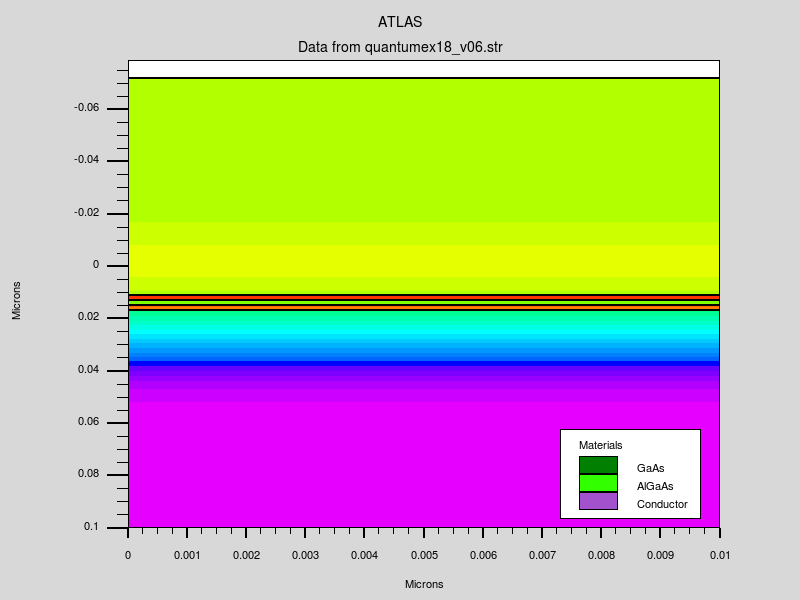 ATLAS
Data from quantumex18_v06.str
Microns
-0.06
-0.04
-0.02
0
0.02
0.04
0.06
0.08
0.1
Materials
GaAs
AlGaAs
Conductor
0 0.001 0.002 0.003 0.004 0.005 0.006 0.007 0.008 0.009 0.01
Microns